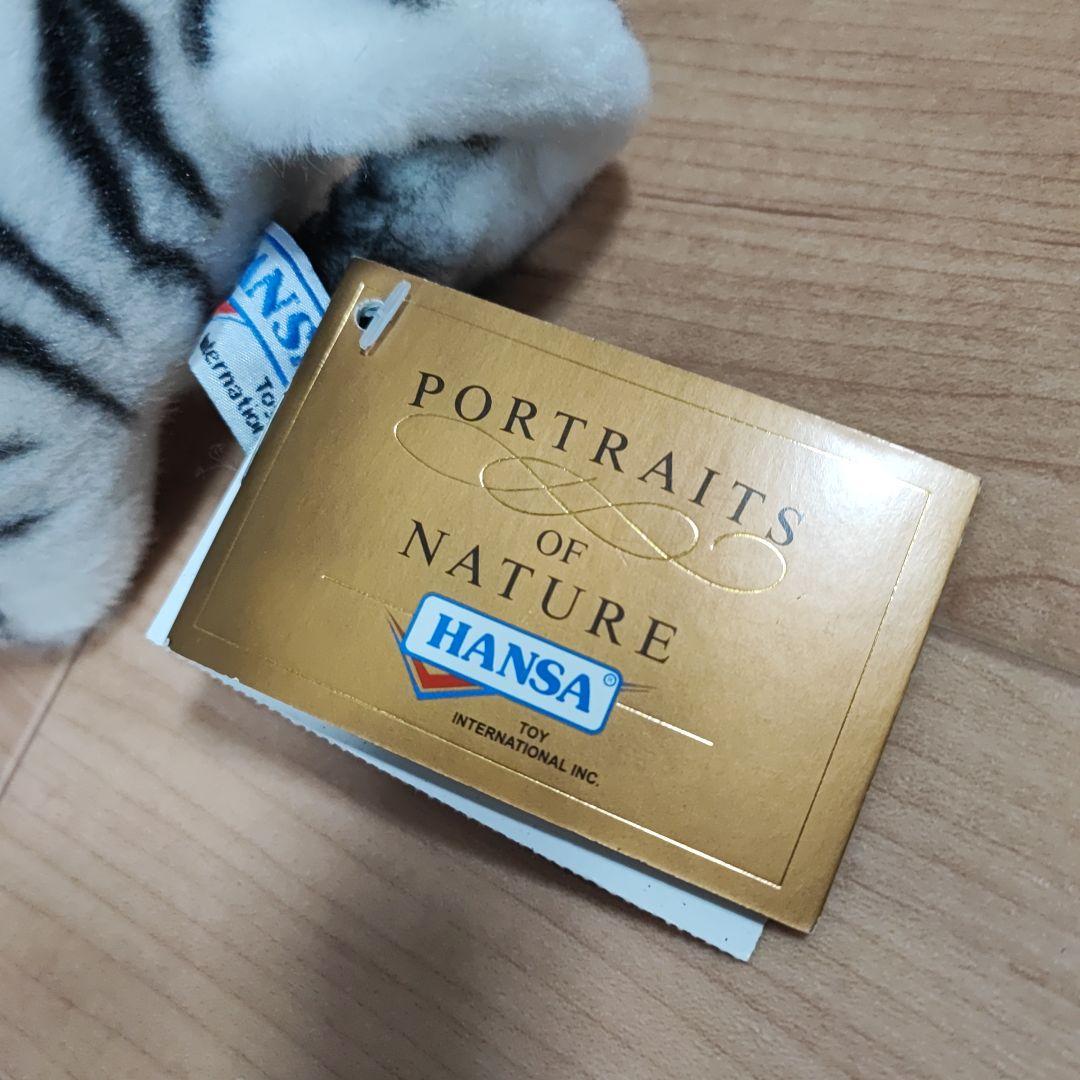 PORTRAITS
OF
NATURE
HANSA®
TOY
INTERNATIONAL INC.